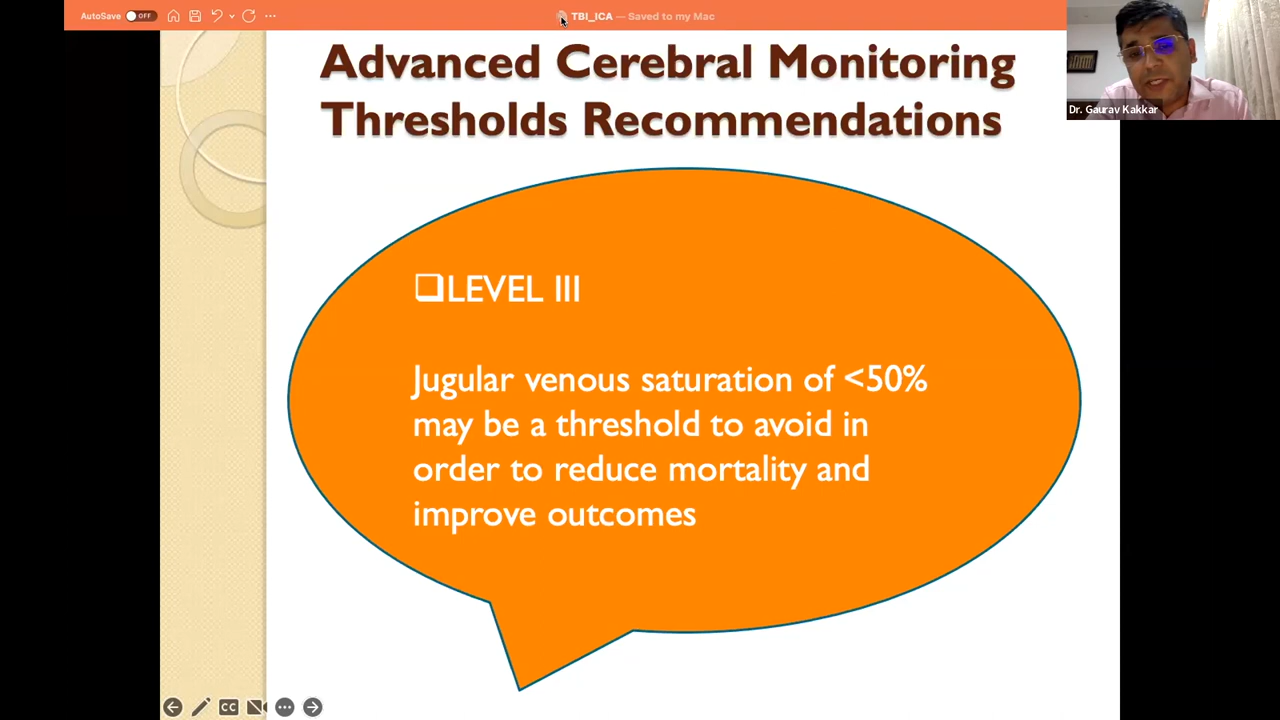 AutoSave OFF
TBI_ICA — Saved to my Mac
Dr. Gaurav Kakkar
Advanced Cerebral Monitoring
Thresholds Recommendations
❑LEVEL III
Jugular venous saturation of <50%
may be a threshold to avoid in
order to reduce mortality and
improve outcomes
CC